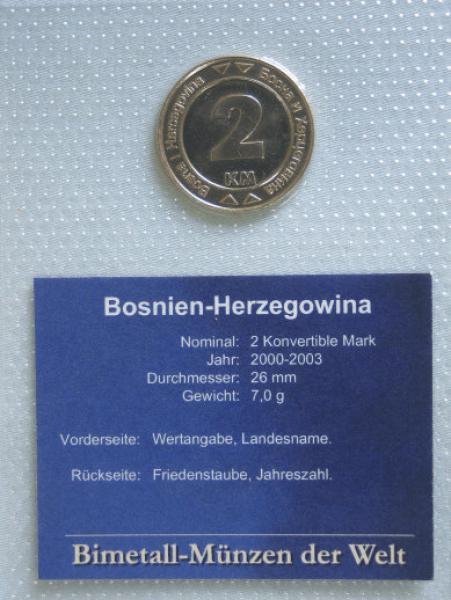 Bosna i Hercegovina
Босна и Херцеговина
2
KM
Bosnien-Herzegowina
Nominal: 2 Konvertible Mark
Jahr: 2000-2003
Durchmesser: 26 mm
Gewicht: 7,0 g
Vorderseite: Wertangabe, Landesname.
Rückseite: Friedenstaube, Jahreszahl.
Bimetall-Münzen der Welt